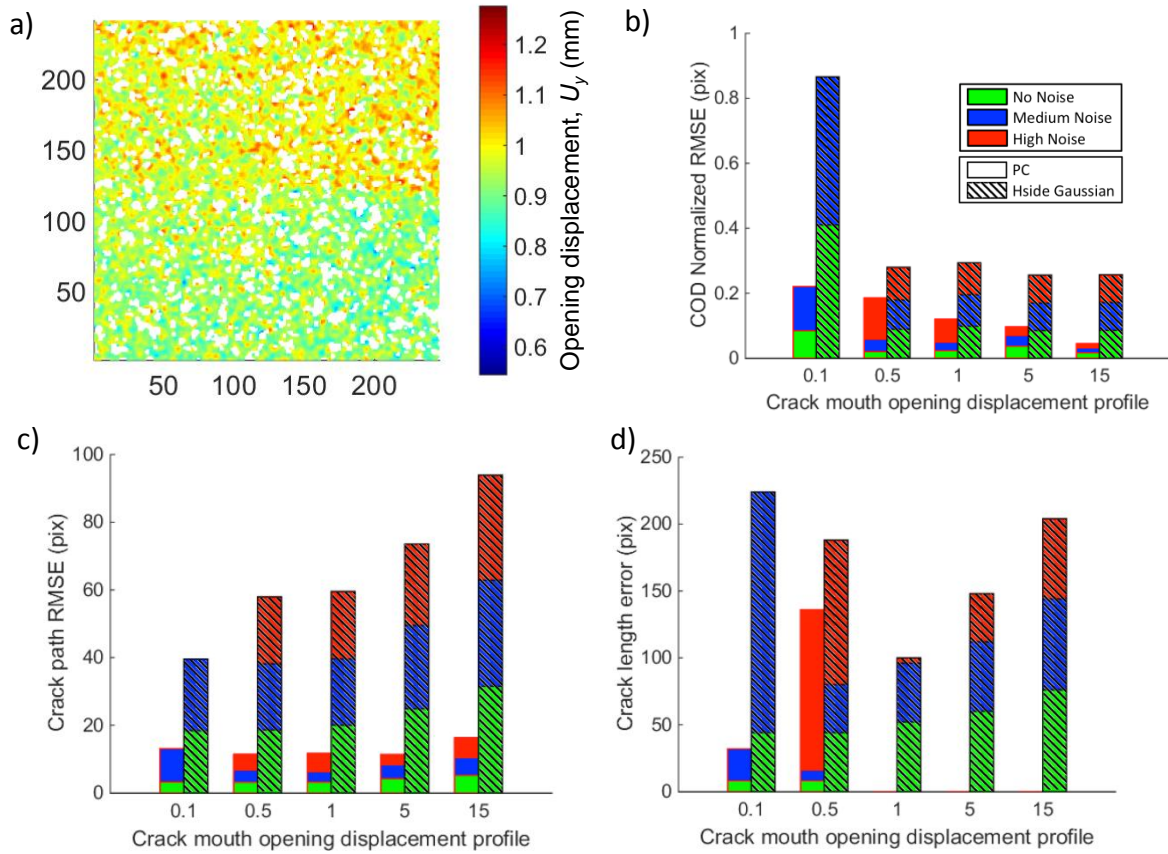 a)
200
150
100
50
50 100 150 200
1.2
1.1
1
0.9
0.8
0.7
0.6
Opening displacement, Uy (mm)
b)
1
0.8
0.6
0.4
0.2
0
COD Normalized RMSE (pix)
No Noise
Medium Noise
High Noise
PC
Hside Gaussian
0.1 0.5 1 5 15
Crack mouth opening displacement profile
c)
100
80
60
40
20
0
Crack path RMSE (pix)
0.1 0.5 1 5 15
Crack mouth opening displacement profile
d)
250
200
150
100
50
0
Crack length error (pix)
0.1 0.5 1 5 15
Crack mouth opening displacement profile